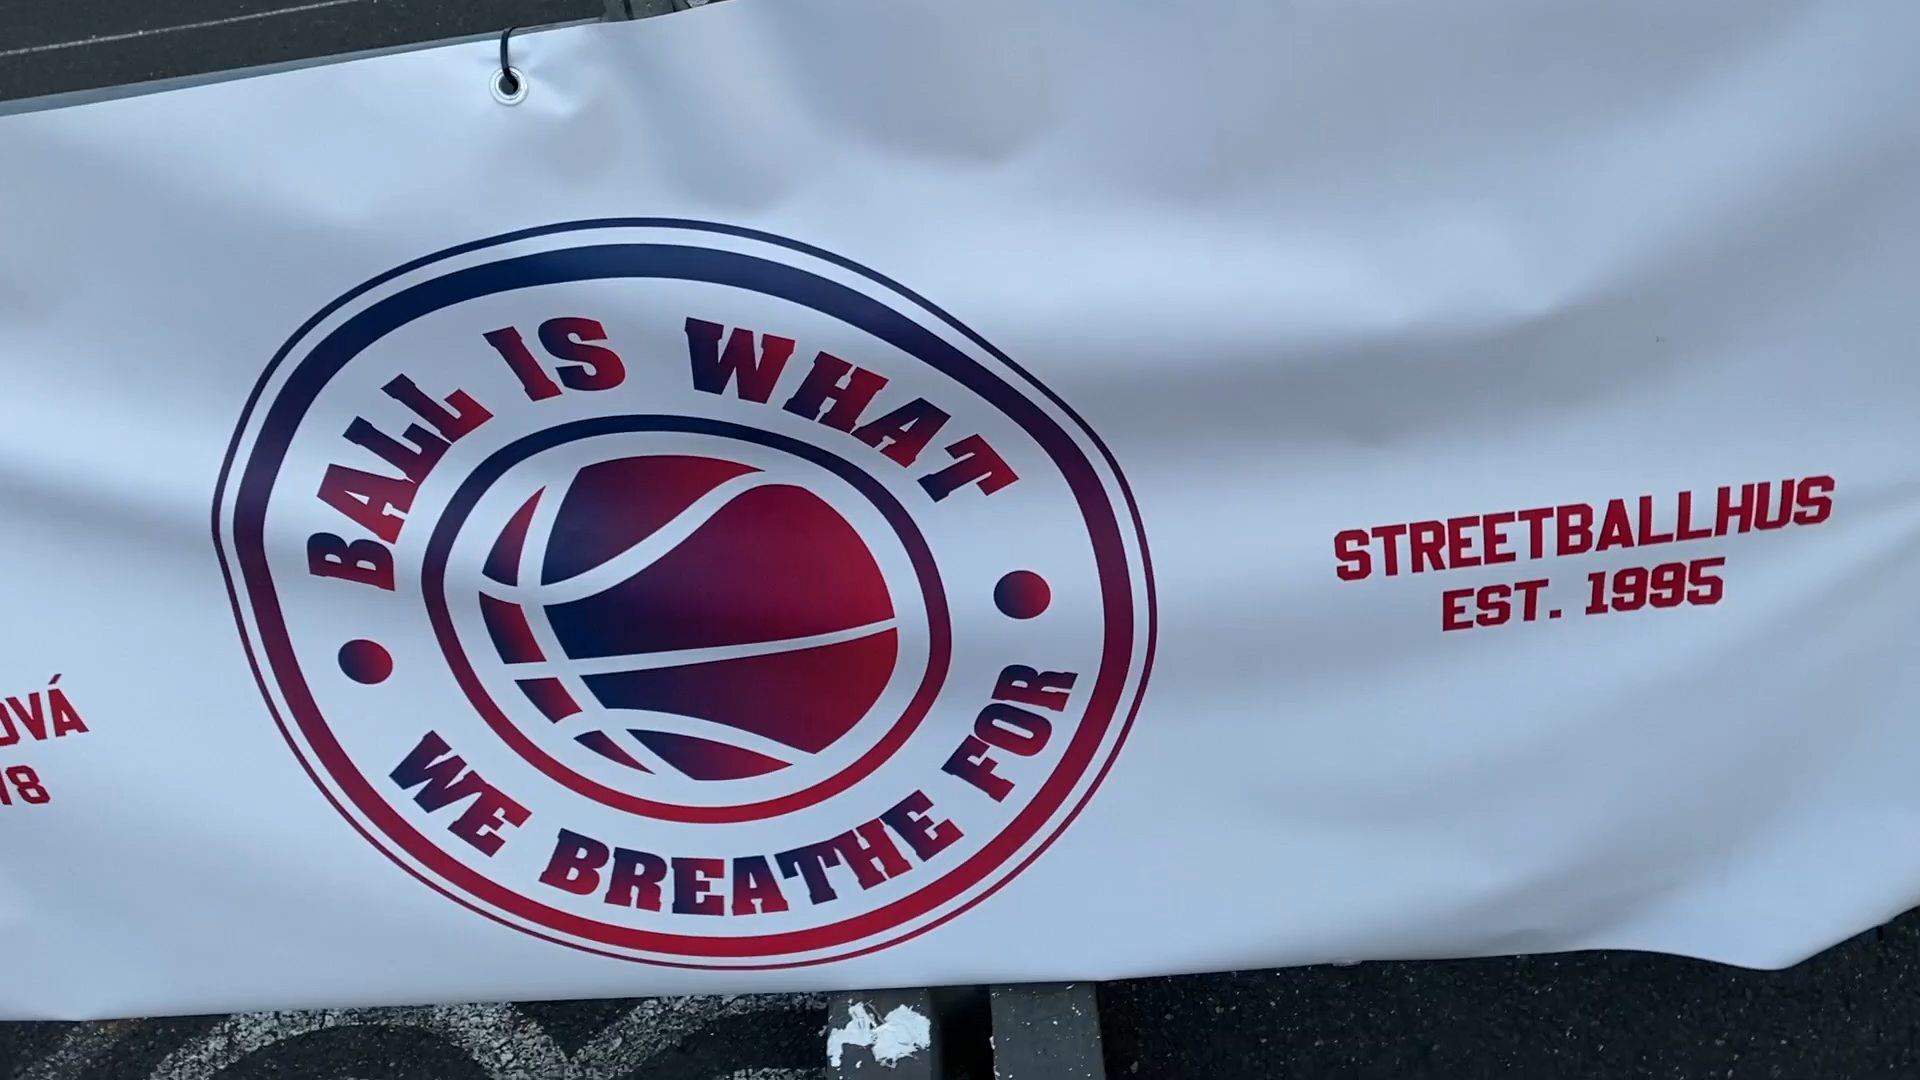 BALL IS WHAT
WE BREATHE FOR
STREETBALLHUS
EST. 1995
OVÁ
18